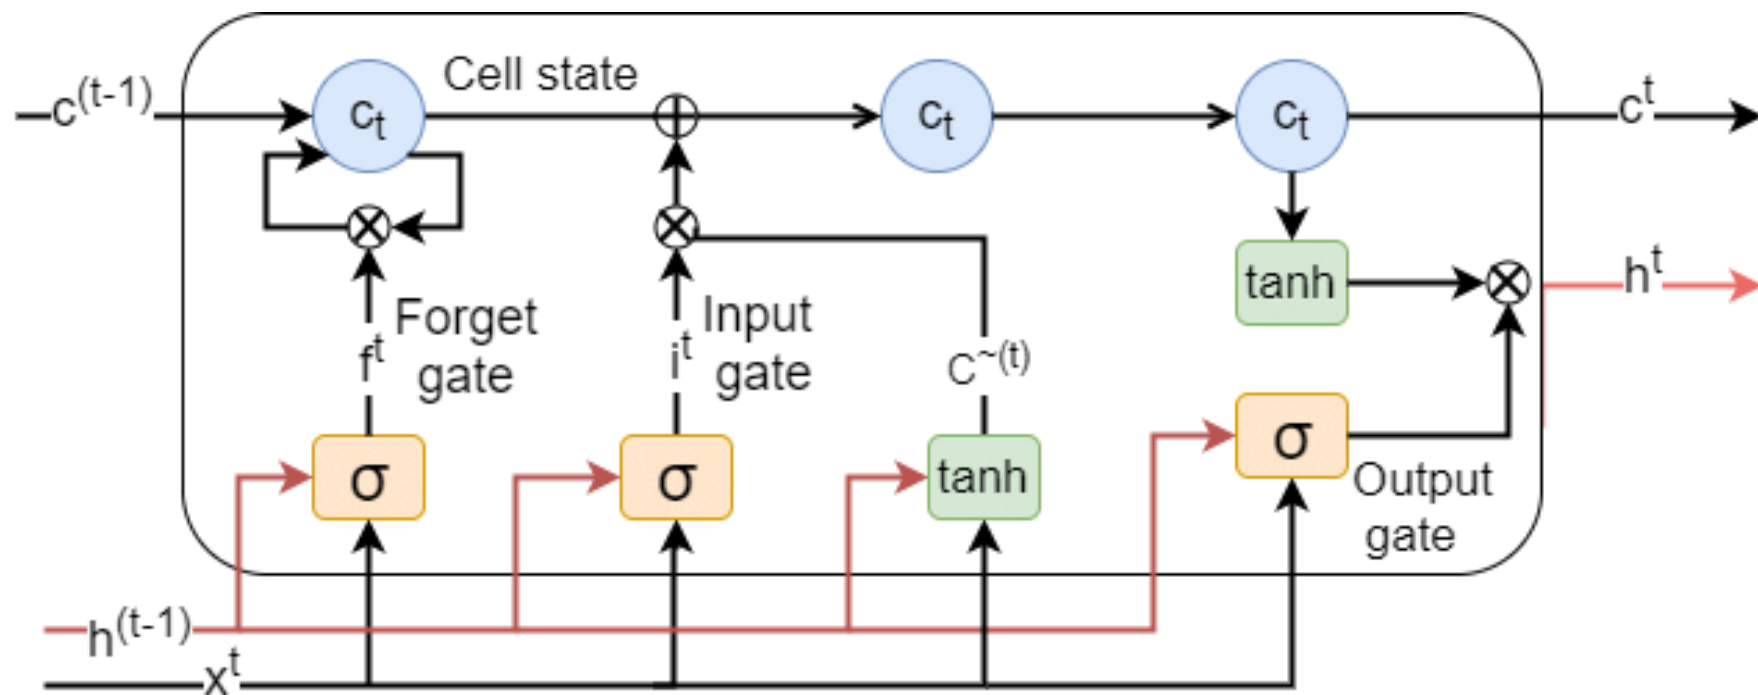 Cell state
c(t-1)
ct
ct
ct
ct
tanh
ht
Forget
gate
ft
Input
gate
it
C~(t)
σ
σ
tanh
σ
Output
gate
h(t-1)
xt